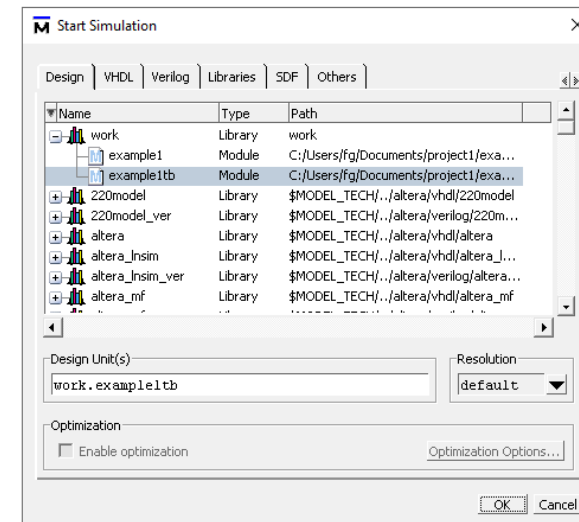 Start Simulation
Design VHDL Verilog Libraries SDF Others
Name Type Path
work Library work
example1 Module C:/Users/fg/Documents/project1/exa...
example1tb Module C:/Users/fg/Documents/project1/exa...
220model Library $MODEL_TECH/../altera/vhdl/220model
220model_ver Library $MODEL_TECH/../altera/verilog/220m...
altera Library $MODEL_TECH/../altera/vhdl/altera
altera_lnsim Library $MODEL_TECH/../altera/vhdl/altera_l...
altera_lnsim_ver Library $MODEL_TECH/../altera/verilog/altera...
altera_mf Library $MODEL_TECH/../altera/vhdl/altera_mf
Design Unit(s) Resolution
work.example1tb default
Optimization
Enable optimization Optimization Options...
OK Cancel